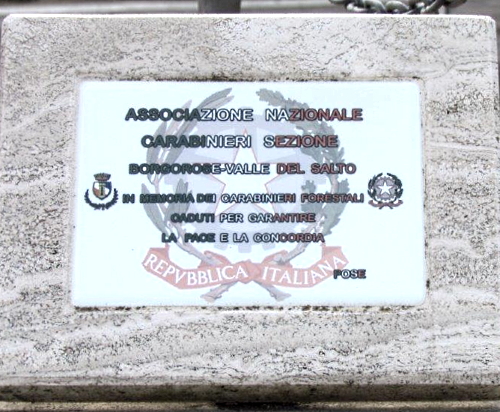 ASSOCIAZIONE NAZIONALE
CARABINIERI SEZIONE
BORGOROSE-VALLE DEL SALTO
IN MEMORIA DEI CARABINIERI FORESTALI
CADUTI PER GARANTIRE
LA PACE E LA CONCORDIA
REPVBBLICA ITALIANA
POSE